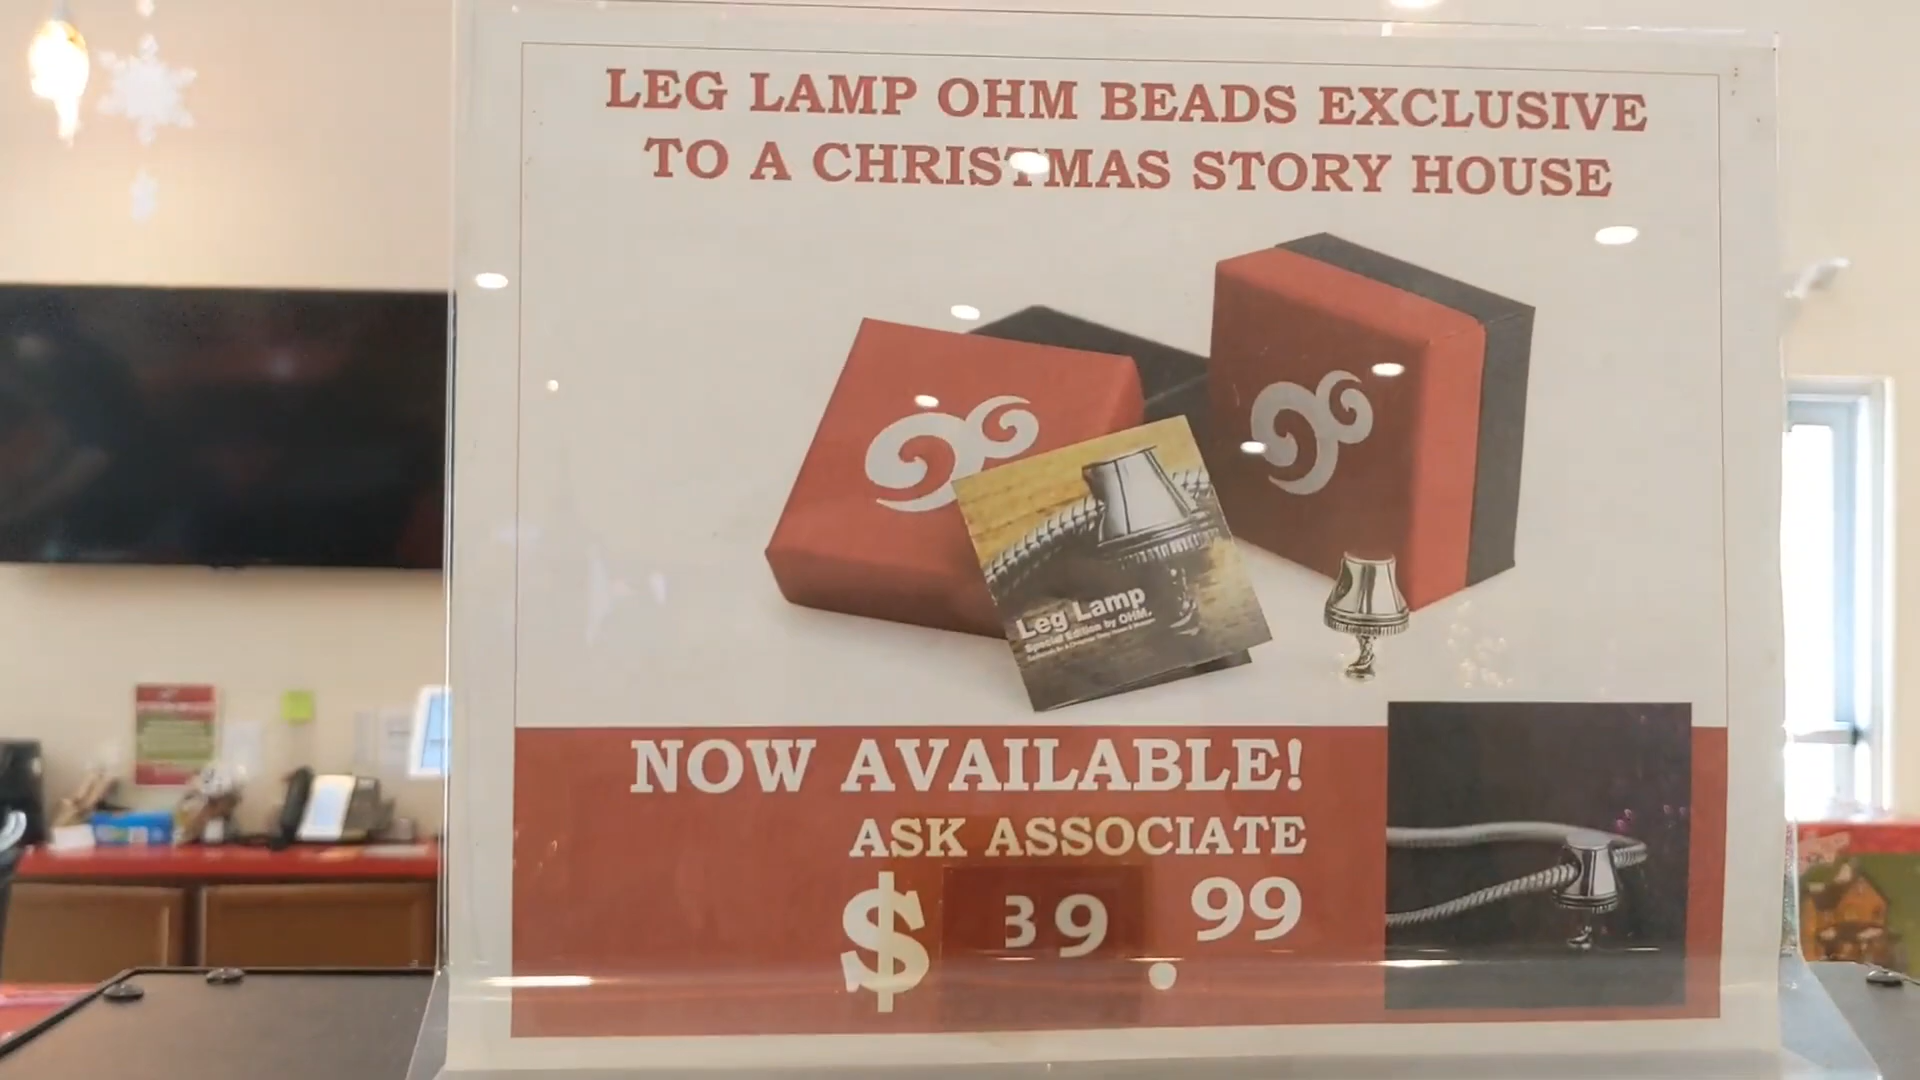 LEG LAMP OHM BEADS EXCLUSIVE
TO A CHRISTMAS STORY HOUSE
Leg Lamp
Special Edition by OHM.
NOW AVAILABLE!
ASK ASSOCIATE
$ 39.99